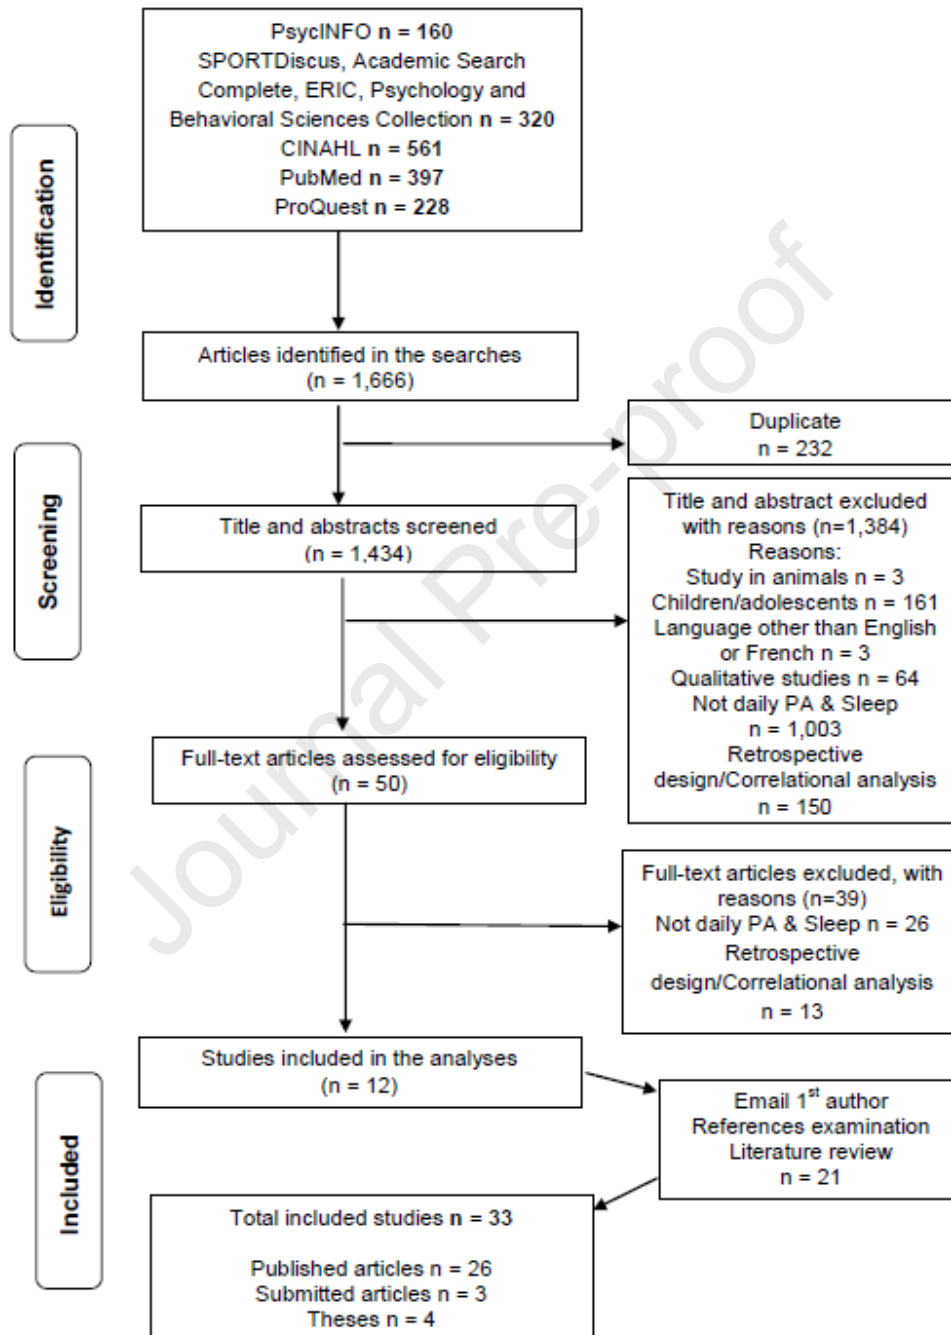 PsycINFO n = 160
SPORTDiscus, Academic Search
Complete, ERIC, Psychology and
Behavioral Sciences Collection n = 320
CINAHL n = 561
PubMed n = 397
ProQuest n = 228
Identification
Articles identified in the searches
(n = 1,666)
Duplicate
n = 232
Screening
Title and abstracts screened
(n = 1,434)
Title and abstract excluded
with reasons (n=1,384)
Reasons:
Study in animals n = 3
Children/adolescents n = 161
Language other than English
or French n = 3
Qualitative studies n = 64
Not daily PA & Sleep
n = 1,003
Retrospective
design/Correlational analysis
n = 150
Eligibility
Full-text articles assessed for eligibility
(n = 50)
Full-text articles excluded, with
reasons (n=39)
Not daily PA & Sleep n = 26
Retrospective
design/Correlational analysis
n = 13
Included
Studies included in the analyses
(n = 12)
Email 1st author
References examination
Literature review
n = 21
Total included studies n = 33
Published articles n = 26
Submitted articles n = 3
Theses n = 4
Journal Pre-proof